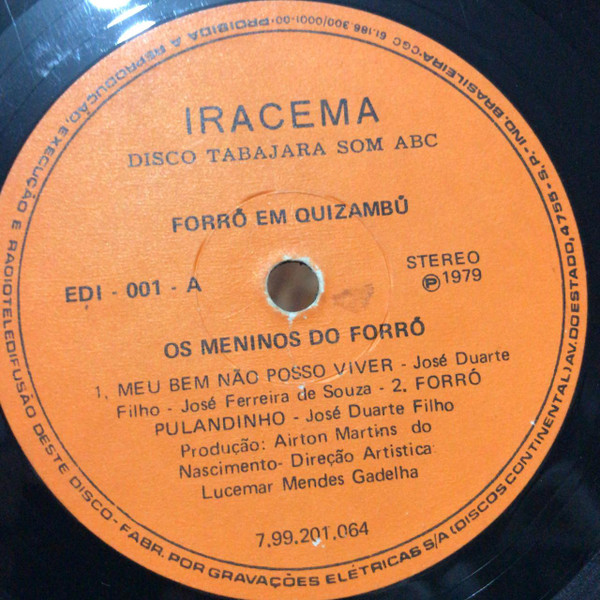 IRACEMA
DISCO TABAJARA SOM ABC
FORRÓ EM QUIZAMBÚ
EDI - 001 - A
STEREO
Ⓟ 1979
OS MENINOS DO FORRÓ
1. MEU BEM NÃO POSSO VIVER - José Duarte
Filho - José Ferreira de Souza - 2. FORRÓ
PULANDINHO - José Duarte Filho
Produção: Airton Martins do
Nascimento- Direção Artistica:
Lucemar Mendes Gadelha
7.99.201.064
PROIBIDA A REPRODUÇÃO, EXECUÇÃO E RADIOTELEDIFUSÃO DESTE DISCO - FABR. POR GRAVAÇÕES ELÉTRICAS S/A (DISCOS CONTINENTAL) AV. DO ESTADO, 4755 - S.P. - IND. BRASILEIRA - CGC 61.186.300/0001-00